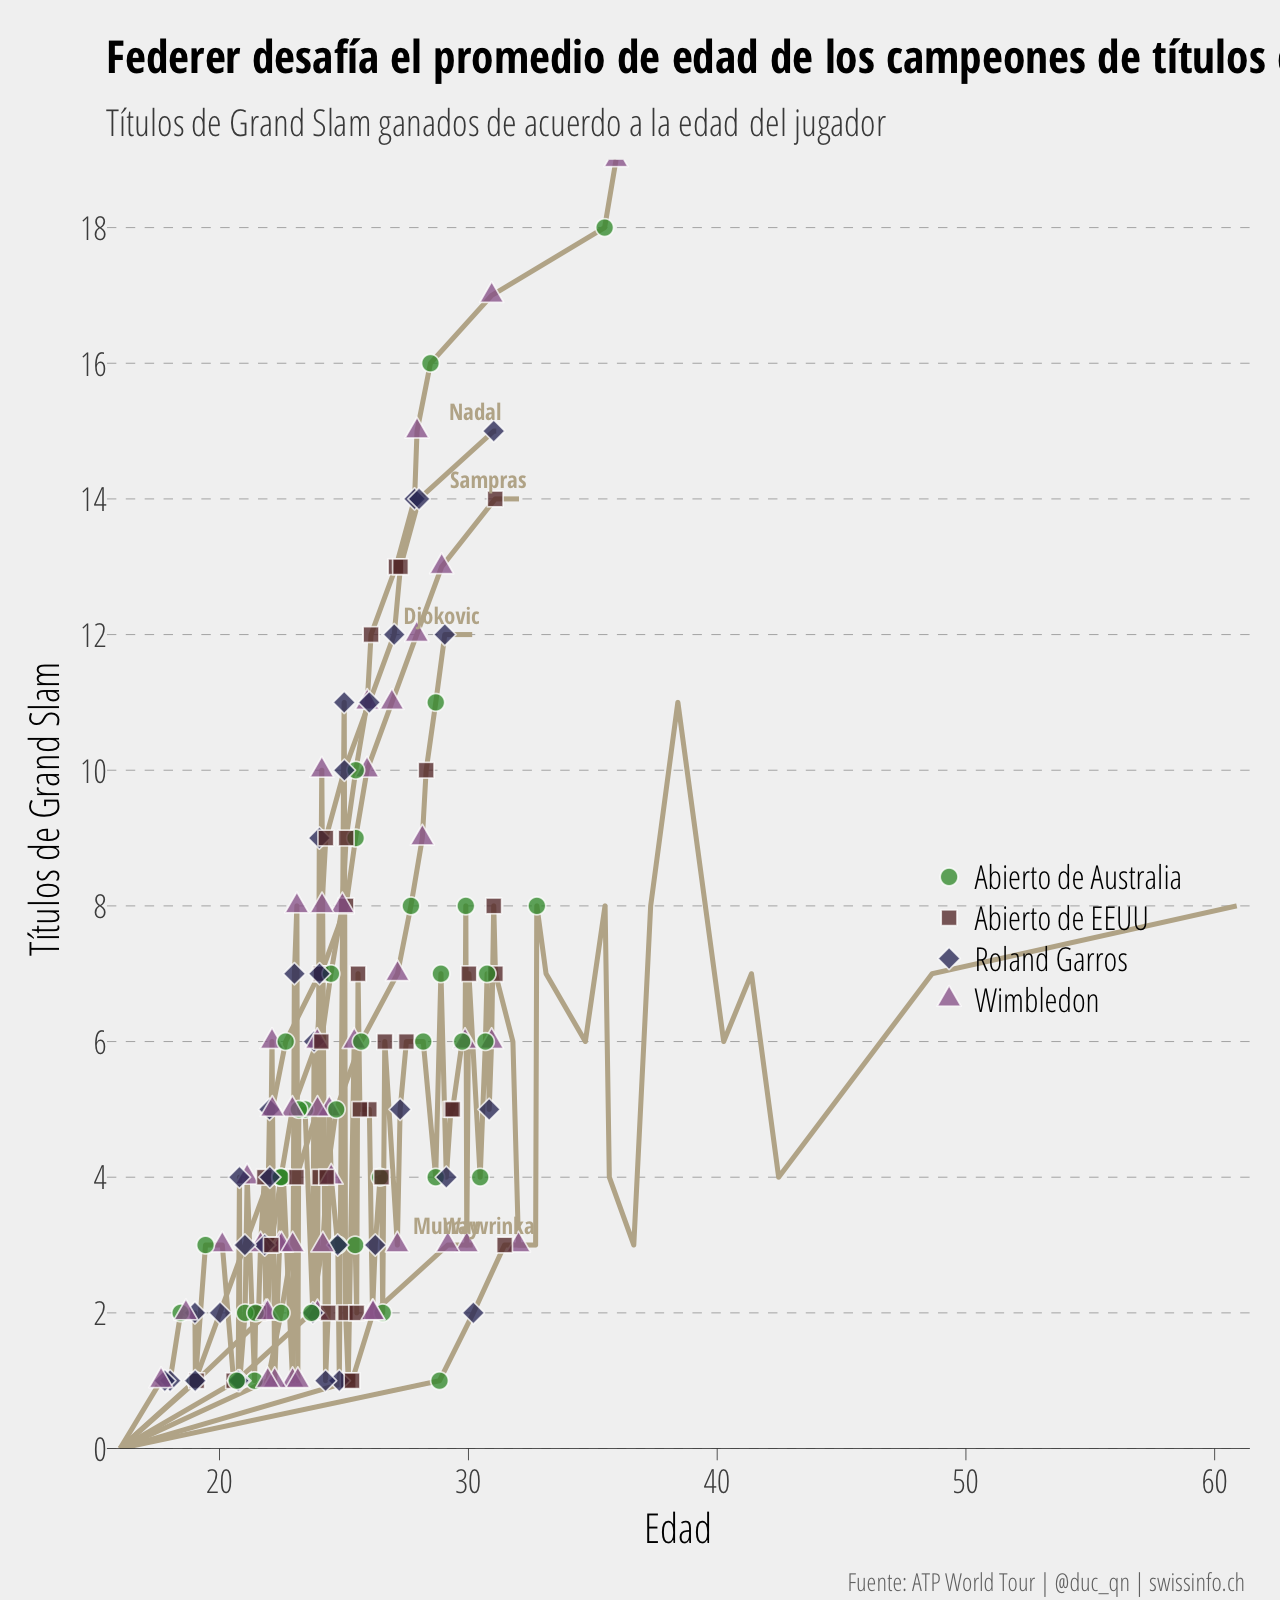 Federer desafía el promedio de edad de los campeones de títulos
Títulos de Grand Slam ganados de acuerdo a la edad del jugador
18
16
Nadal
Sampras
14
Djokovic
12
10
Abierto de Australia
8
Abierto de EEUU
Roland Garros
Wimbledon
6
4
Murray
Wawrinka
2
0
Títulos de Grand Slam
20 30 40 50 60
Edad
Fuente: ATP World Tour | @duc_qn | swissinfo.ch